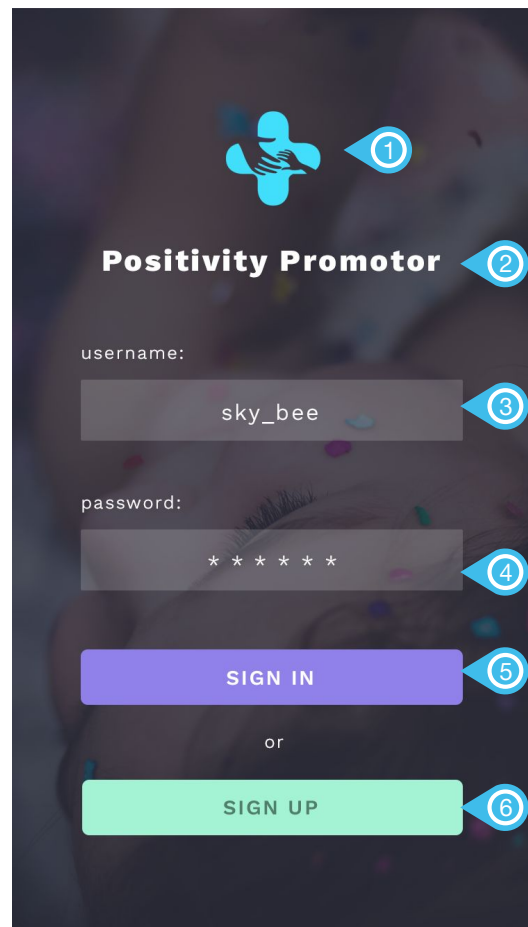 1
Positivity Promotor
2
username:
sky_bee
3
password:
* * * * * *
4
SIGN IN
5
or
SIGN UP
6